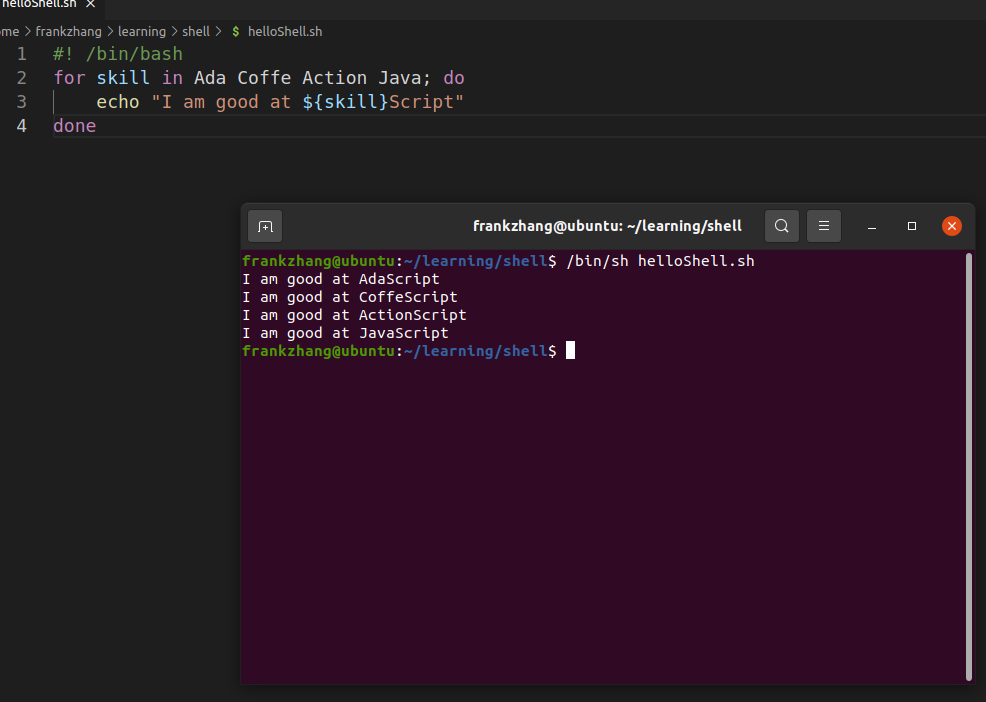 helloShell.sh ×
ome > frankzhang > learning > shell > $ helloShell.sh
1 #! /bin/bash
2 for skill in Ada Coffe Action Java; do
3 echo "I am good at ${skill}Script"
4 done
frankzhang@ubuntu: ~/learning/shell
frankzhang@ubuntu:~/learning/shell$ /bin/sh helloShell.sh
I am good at AdaScript
I am good at CoffeScript
I am good at ActionScript
I am good at JavaScript
frankzhang@ubuntu:~/learning/shell$